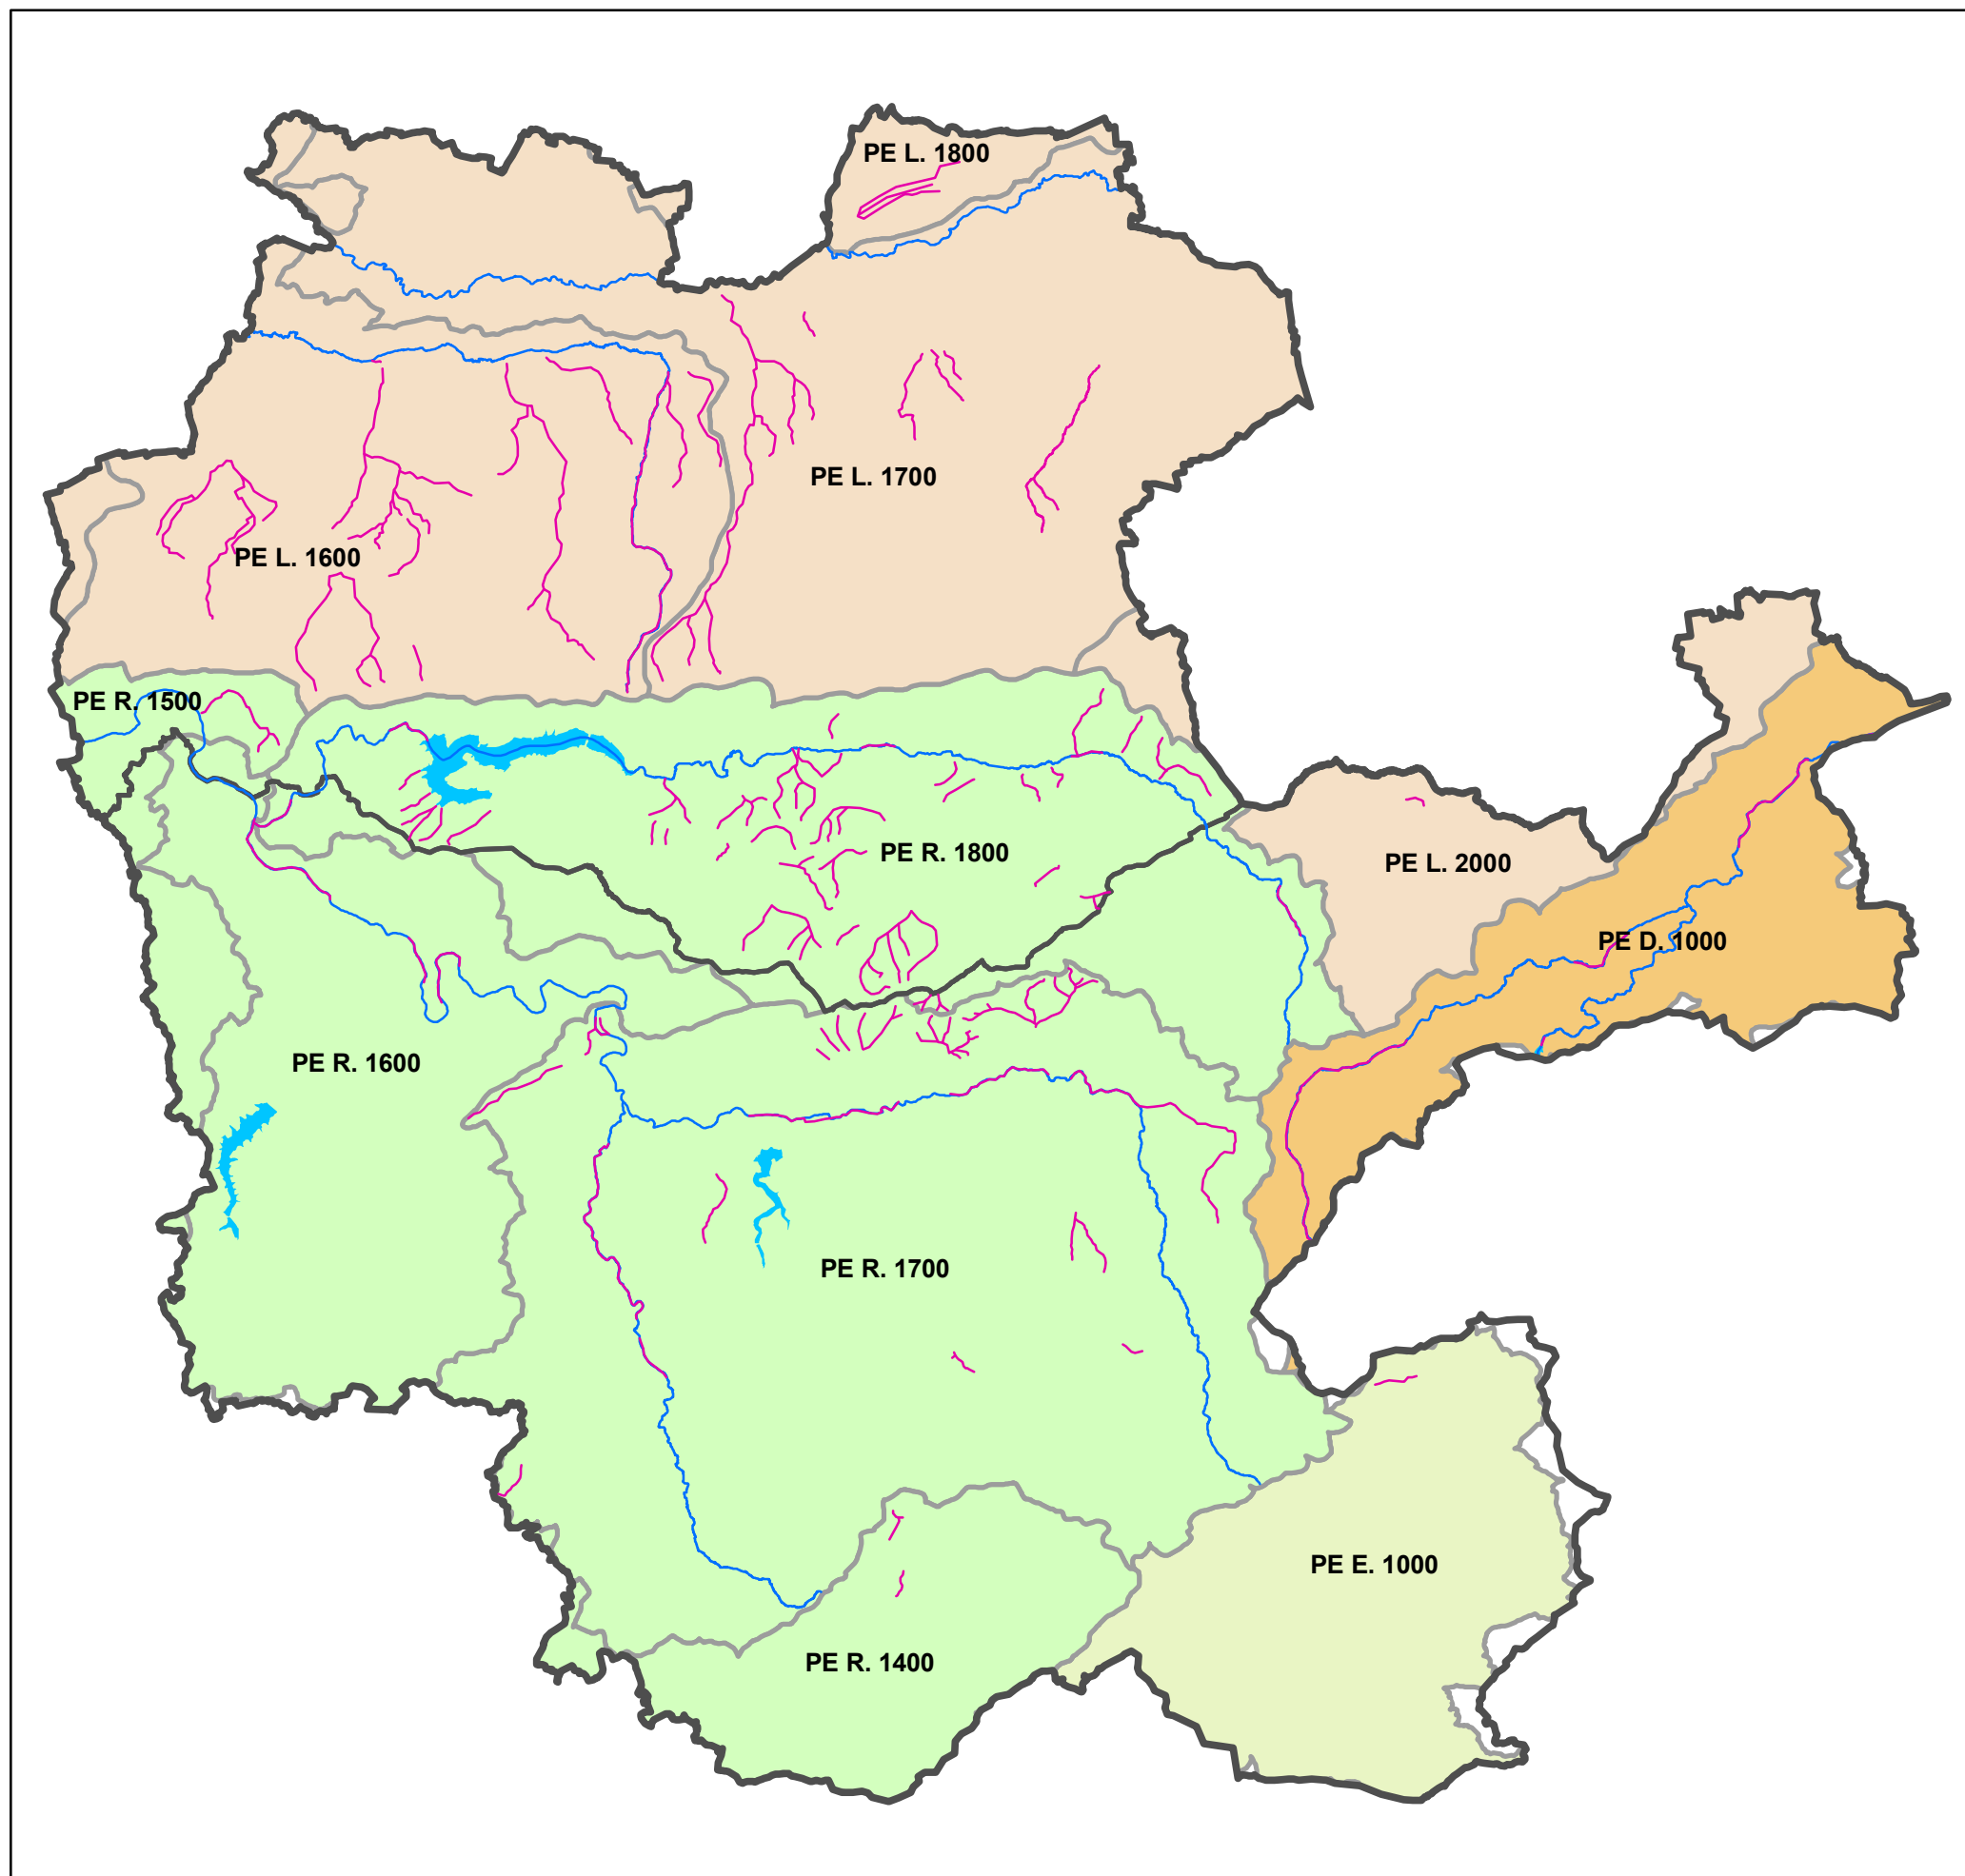 PE L. 1800
PE L. 1700
PE L. 1600
PE R. 1500
PE R. 1800
PE L. 2000
PE D. 1000
PE R. 1600
PE R. 1700
PE E. 1000
PE R. 1400